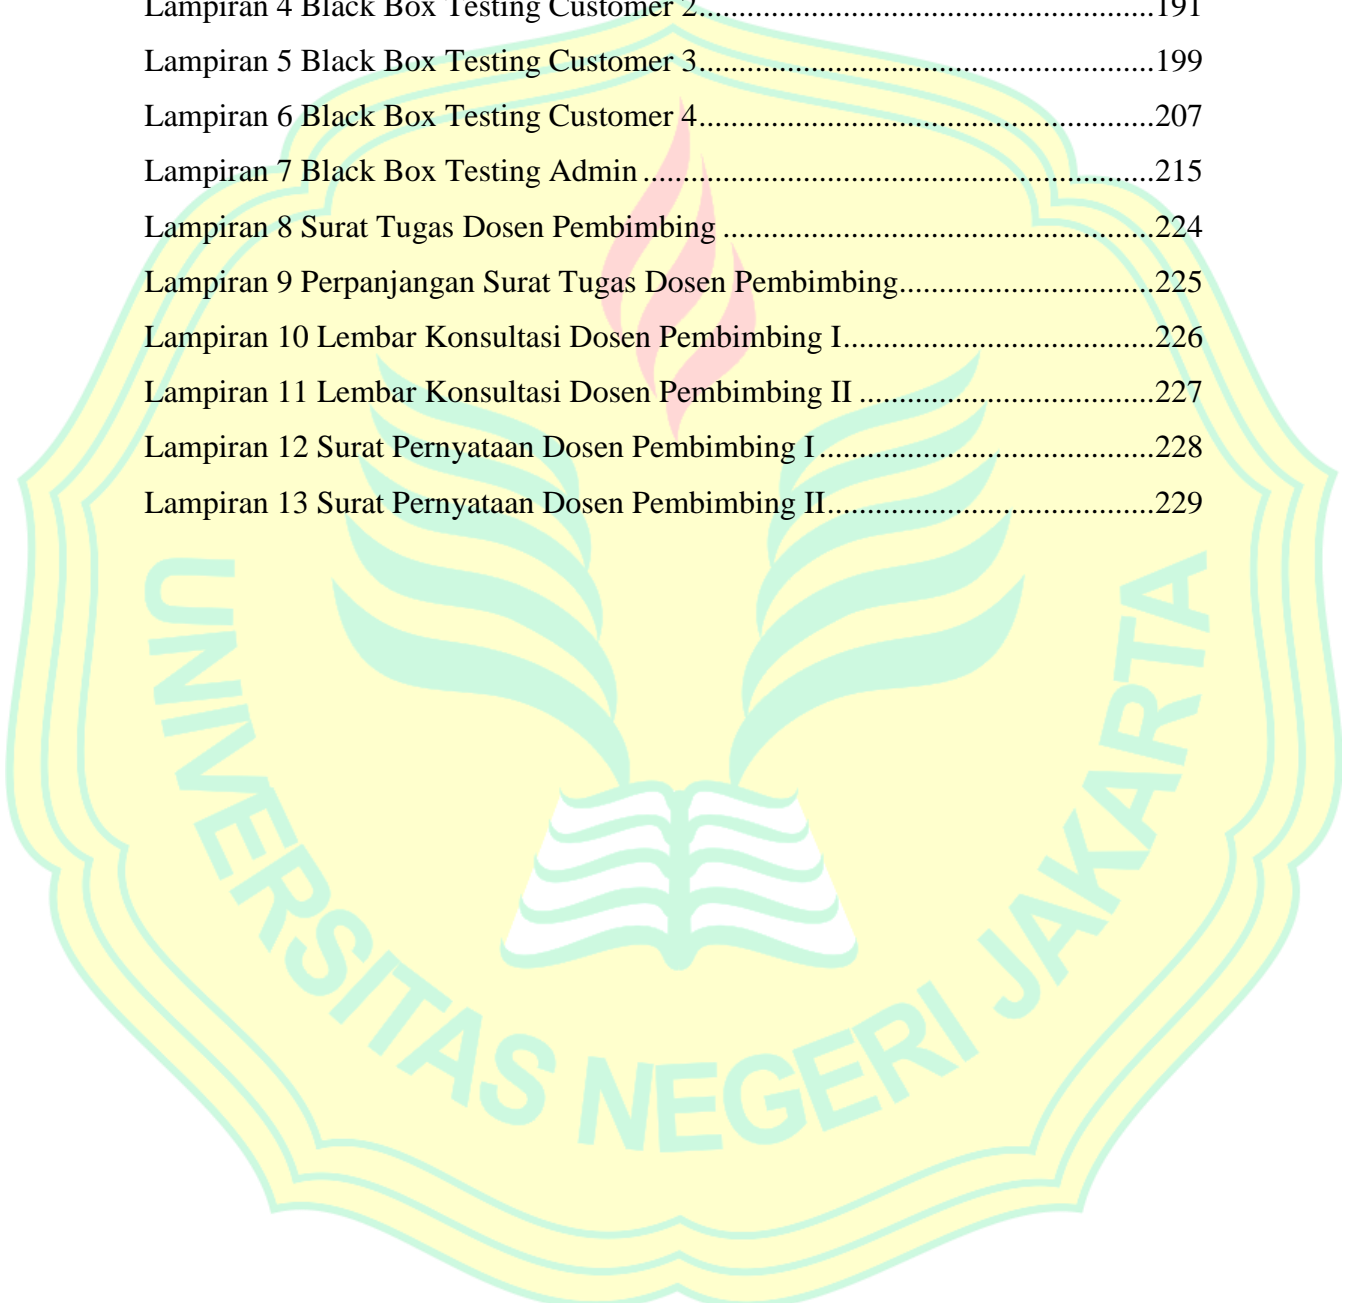 Lampiran 4 Black Box Testing Customer 2..........................................................191
Lampiran 5 Black Box Testing Customer 3..........................................................199
Lampiran 6 Black Box Testing Customer 4..........................................................207
Lampiran 7 Black Box Testing Admin .................................................................215
Lampiran 8 Surat Tugas Dosen Pembimbing .......................................................224
Lampiran 9 Perpanjangan Surat Tugas Dosen Pembimbing................................225
Lampiran 10 Lembar Konsultasi Dosen Pembimbing I.......................................226
Lampiran 11 Lembar Konsultasi Dosen Pembimbing II .....................................227
Lampiran 12 Surat Pernyataan Dosen Pembimbing I ..........................................228
Lampiran 13 Surat Pernyataan Dosen Pembimbing II.........................................229
UNIVERSITAS NEGERI JAKARTA